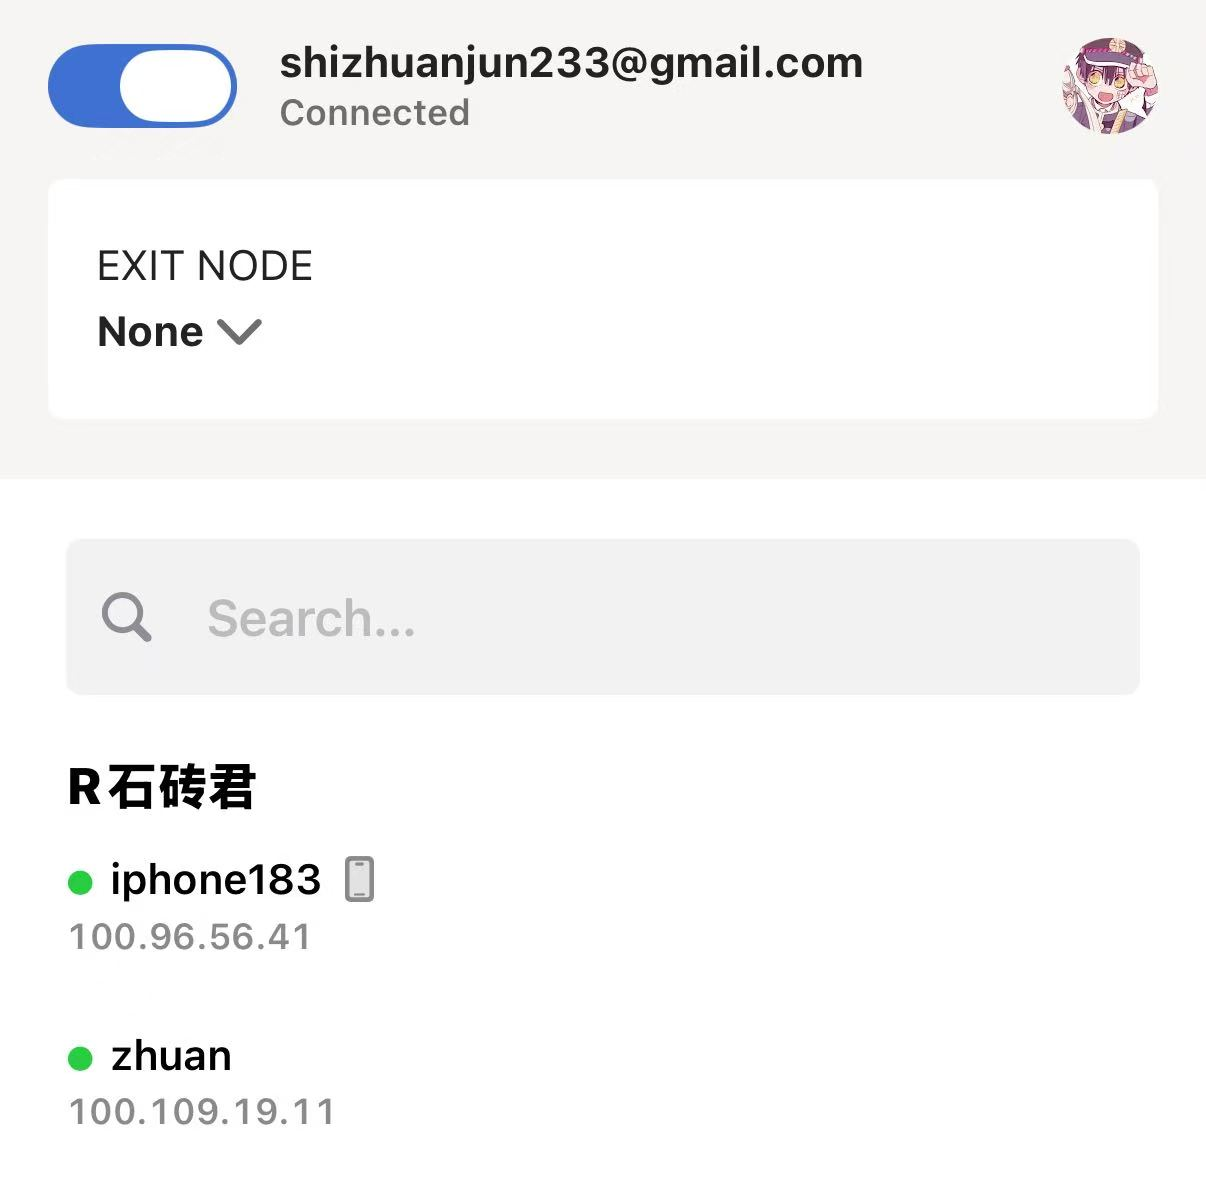 shizhuanjun233@gmail.com
Connected
EXIT NODE
None
Search...
R石砖君
iphone183
100.96.56.41
zhuan
100.109.19.11